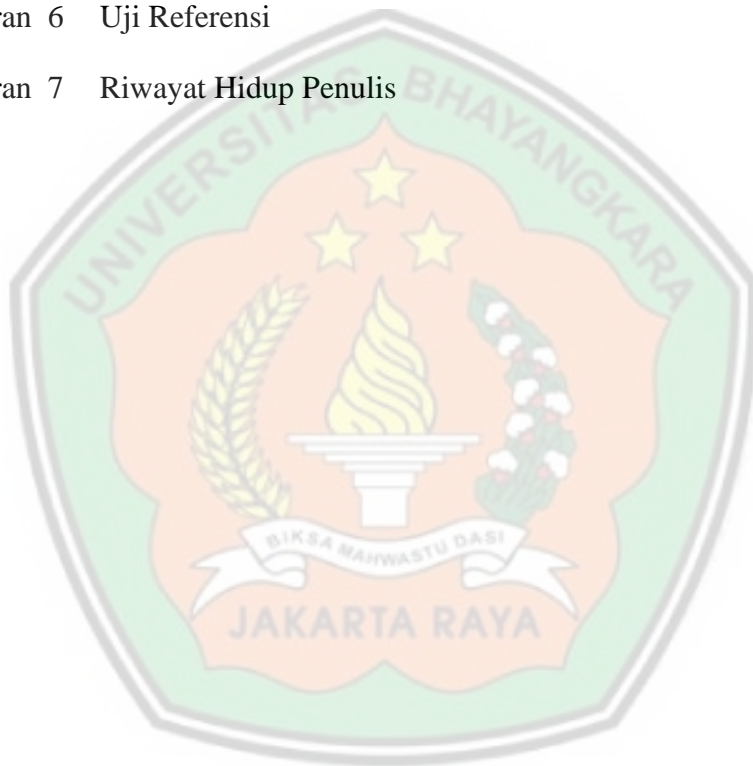 ran 6 Uji Referensi
ran 7 Riwayat Hidup Penulis
UNIVERSITAS BHAYANGKARA
BIKSA MAHWASTU DASI
JAKARTA RAYA